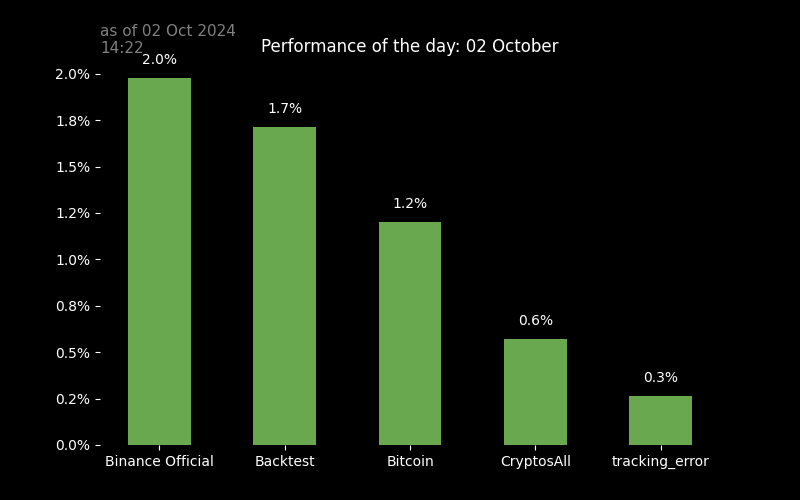 as of 02 Oct 2024
14:22
Performance of the day: 02 October
2.0%
1.8%
1.5%
1.2%
1.0%
0.8%
0.5%
0.2%
0.0%
2.0%
1.7%
1.2%
0.6%
0.3%
Binance Official
Backtest
Bitcoin
CryptosAll
tracking_error